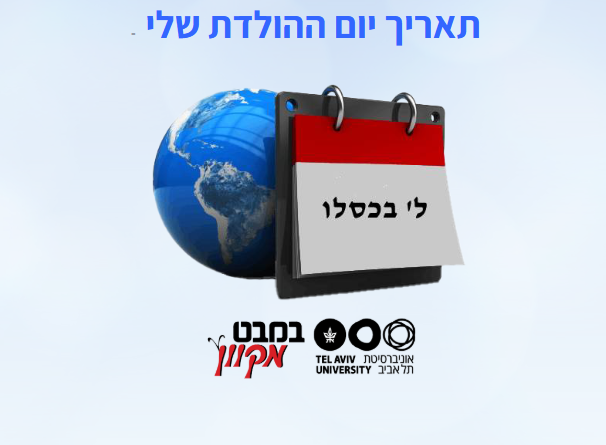 תאריך יום ההולדת שלי -
ל' בכסלו
במבט
מקוון
TEL AVIV אוניברסיטת
UNIVERSITY תל אביב